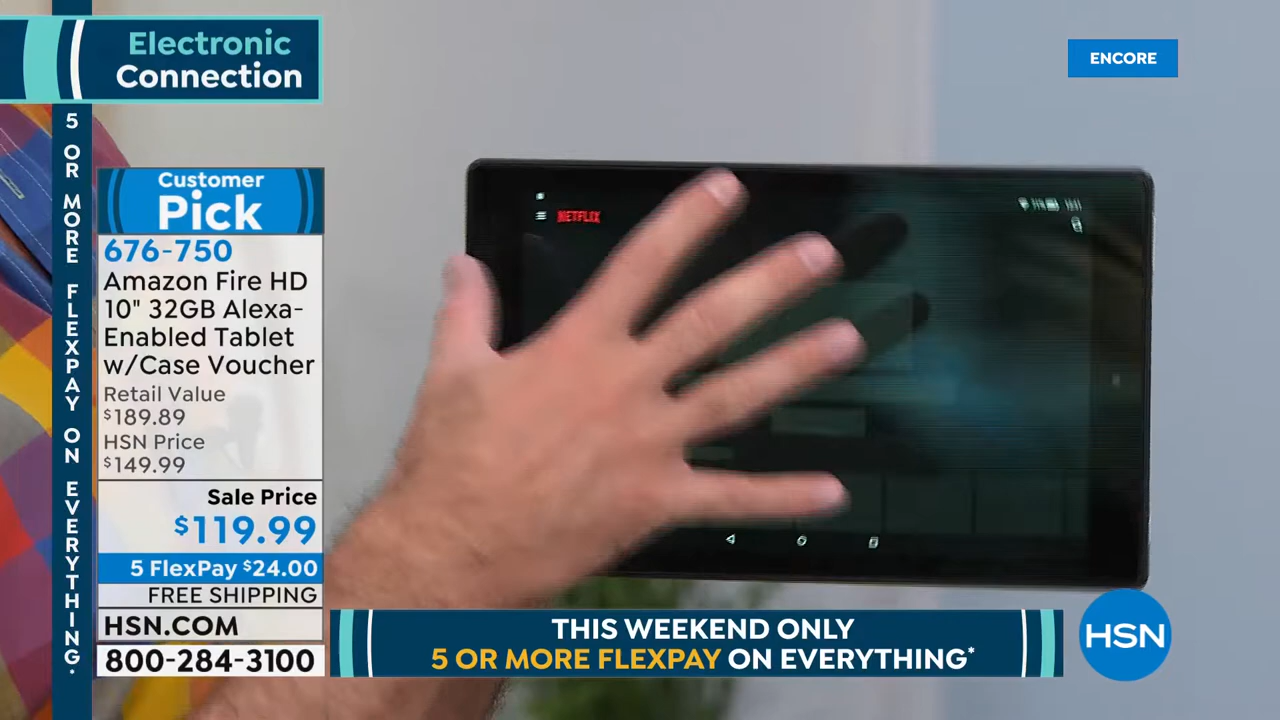 Electronic
Connection
ENCORE
5 OR MORE FLEXPAY ON EVERYTHING.*
Customer
Pick
676-750
Amazon Fire HD
10" 32GB Alexa-
Enabled Tablet
w/Case Voucher
Retail Value
$189.89
HSN Price
$149.99
Sale Price
$119.99
5 FlexPay $24.00
FREE SHIPPING
HSN.COM
800-284-3100
NETFLIX
THIS WEEKEND ONLY
5 OR MORE FLEXPAY ON EVERYTHING*
HSN